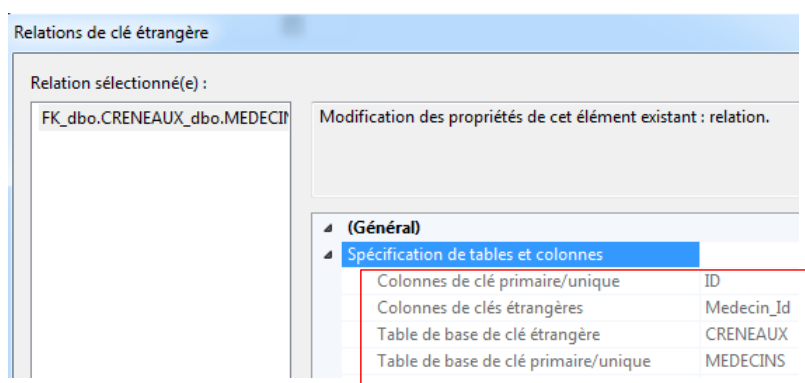 Relations de clé étrangère
Relation sélectionné(e) :
FK_dbo.CRENEAUX_dbo.MEDECIN
Modification des propriétés de cet élément existant : relation.
(Général)
Spécification de tables et colonnes
Colonnes de clé primaire/unique ID
Colonnes de clés étrangères Medecin_Id
Table de base de clé étrangère CRENEAUX
Table de base de clé primaire/unique MEDECINS